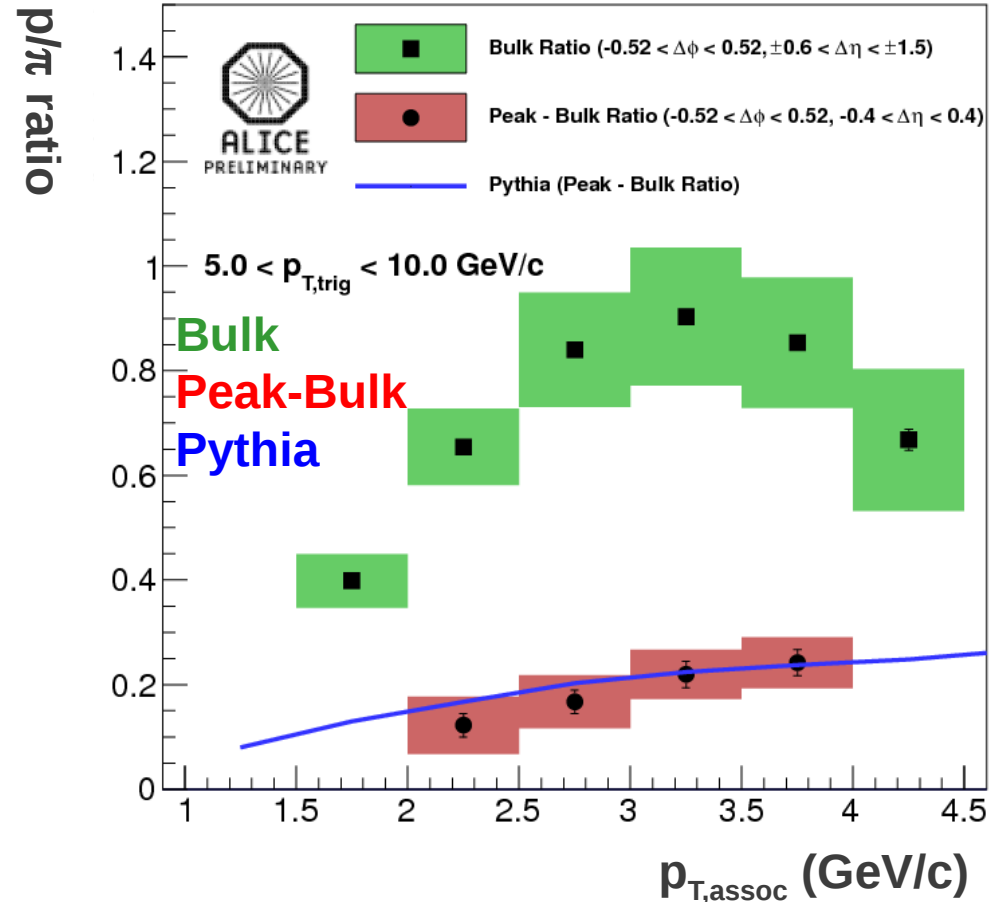 p/π ratio
1.4
1.2
1
0.8
0.6
0.4
0.2
0
ALICE
PRELIMINARY
Bulk Ratio (-0.52 < Δϕ < 0.52, ±0.6 < Δη < ±1.5)
Peak - Bulk Ratio (-0.52 < Δϕ < 0.52, -0.4 < Δη < 0.4)
Pythia (Peak - Bulk Ratio)
5.0 < pT,trig < 10.0 GeV/c
Bulk
Peak-Bulk
Pythia
1 1.5 2 2.5 3 3.5 4 4.5
pT,assoc (GeV/c)